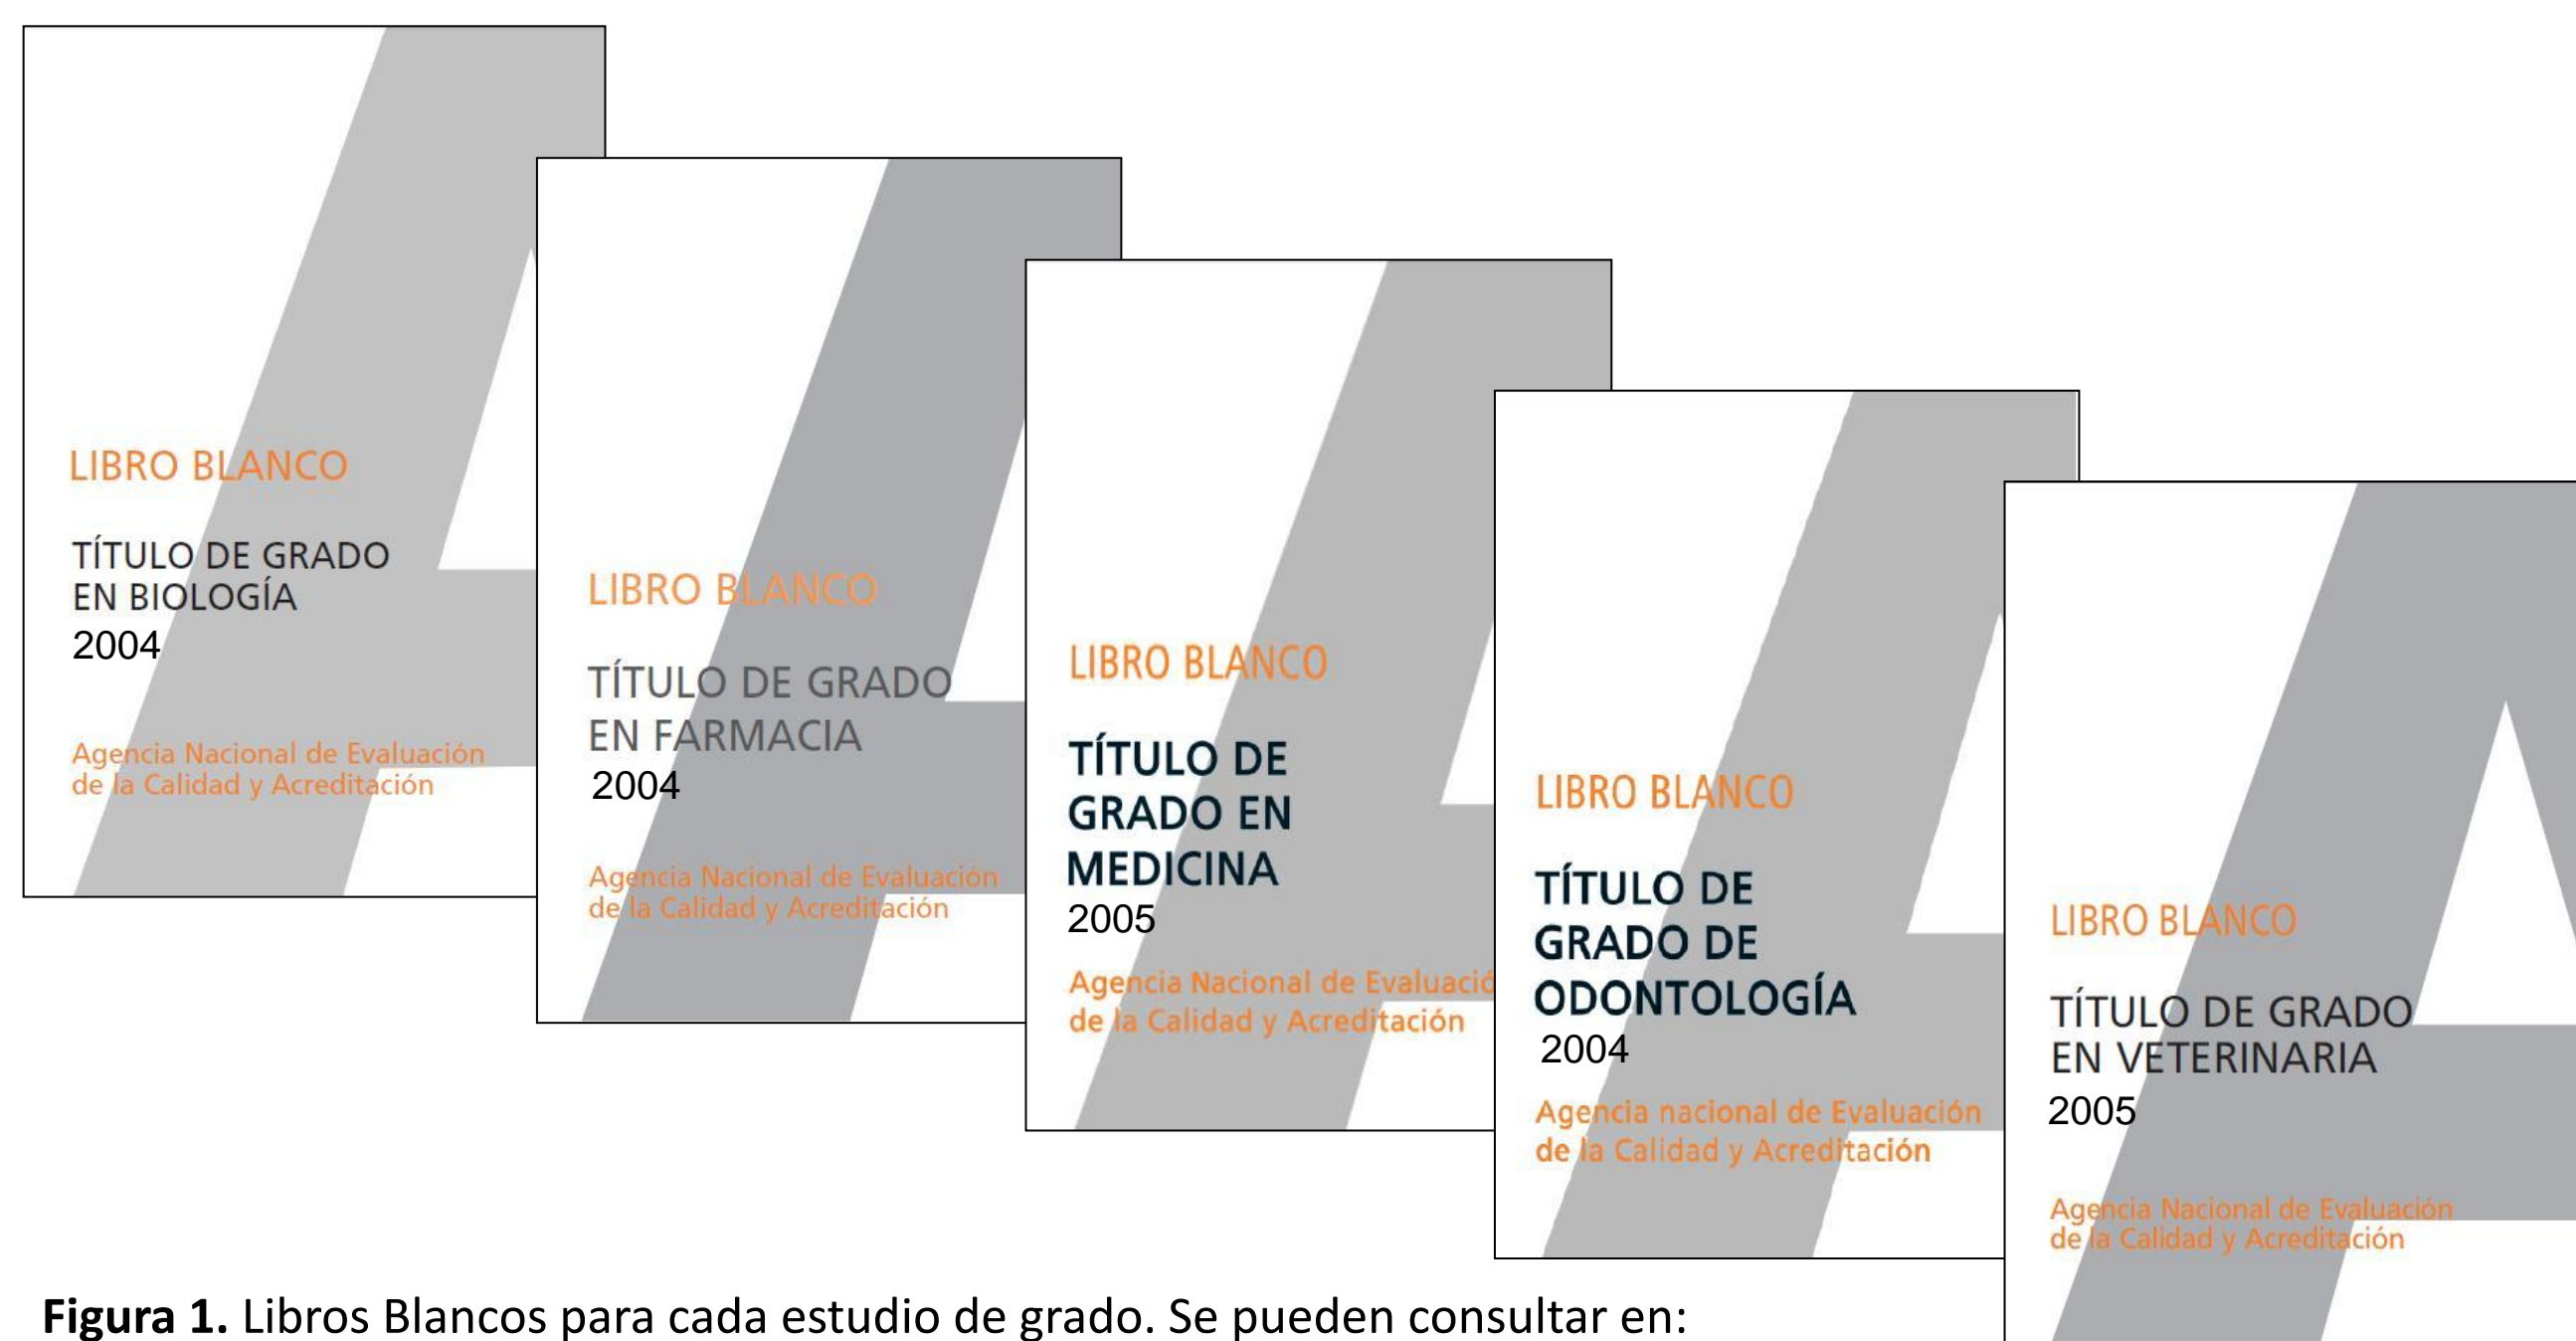 LIBRO BLANCO
TÍTULO DE GRADO
EN BIOLOGÍA
2004
Agencia Nacional de Evaluación
de la Calidad y Acreditación
LIBRO BLANCO
TÍTULO DE GRADO
EN FARMACIA
2004
Agencia Nacional de Evaluación
de la Calidad y Acreditación
LIBRO BLANCO
TÍTULO DE
GRADO EN
MEDICINA
2005
Agencia Nacional de Evaluació
de la Calidad y Acreditación
LIBRO BLANCO
TÍTULO DE
GRADO DE
ODONTOLOGÍA
2004
Agencia nacional de Evaluación
de la Calidad y Acreditación
LIBRO BLANCO
TÍTULO DE GRADO
EN VETERINARIA
2005
Agencia Nacional de Evaluación
de la Calidad y Acreditación
Figura 1. Libros Blancos para cada estudio de grado. Se pueden consultar en: